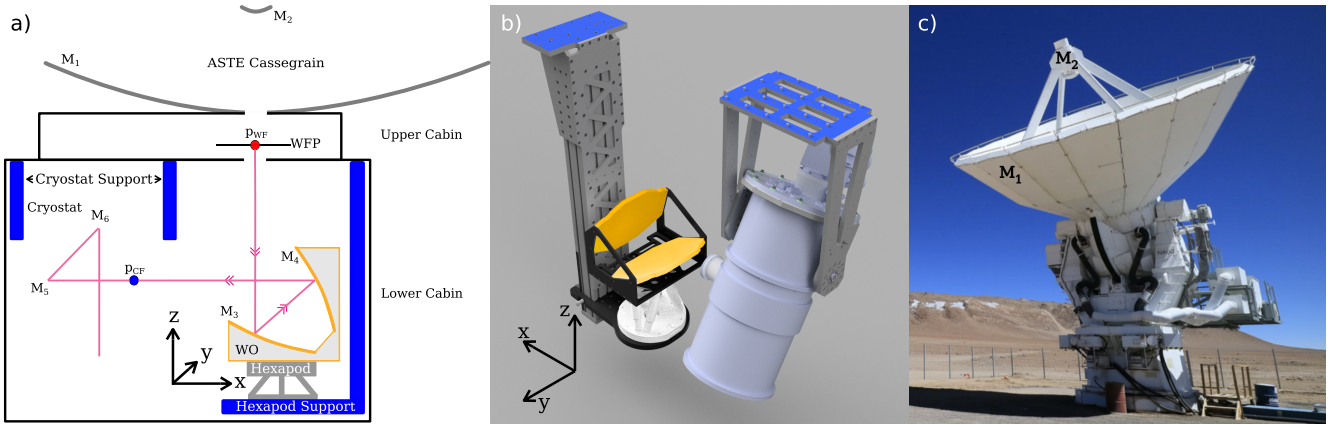 a)
M2
M1
ASTE Cassegrain
pWF
WFP
Upper Cabin
Cryostat Support
Cryostat
M6
M4
pCF
M5
Lower Cabin
M3
z
y
x
WO
Hexapod
Hexapod Support
b)
z
x
y
c)
M2
M1